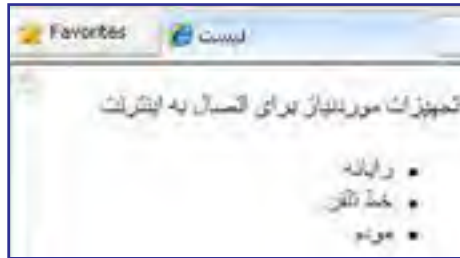 Favorites لیست
تجهیزات موردنیاز برای اتصال به اینترنت
• رایانه
• خط تلفن
• مودم